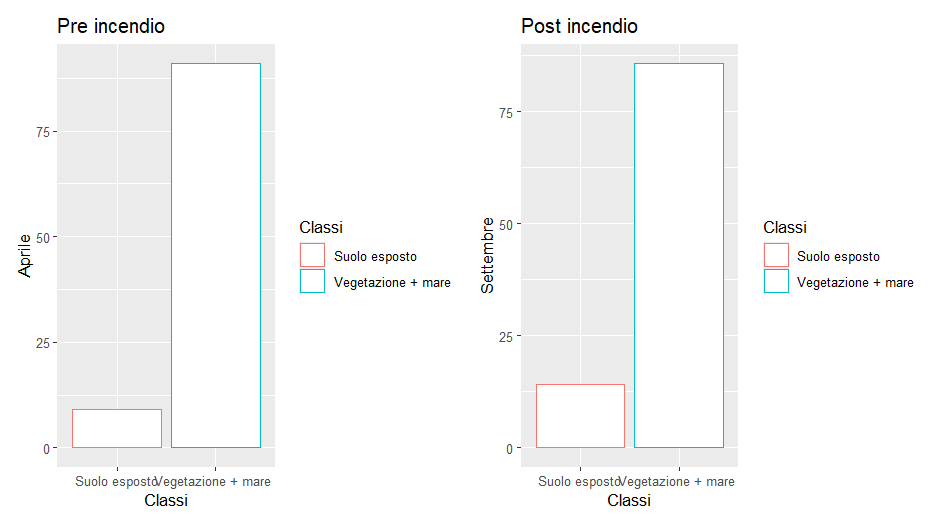 Pre incendio
Aprile
75
50
25
0
Suolo esposto
Vegetazione + mare
Classi
Classi
Suolo esposto
Vegetazione + mare
Post incendio
Settembre
75
50
25
0
Suolo esposto
Vegetazione + mare
Classi
Classi
Suolo esposto
Vegetazione + mare